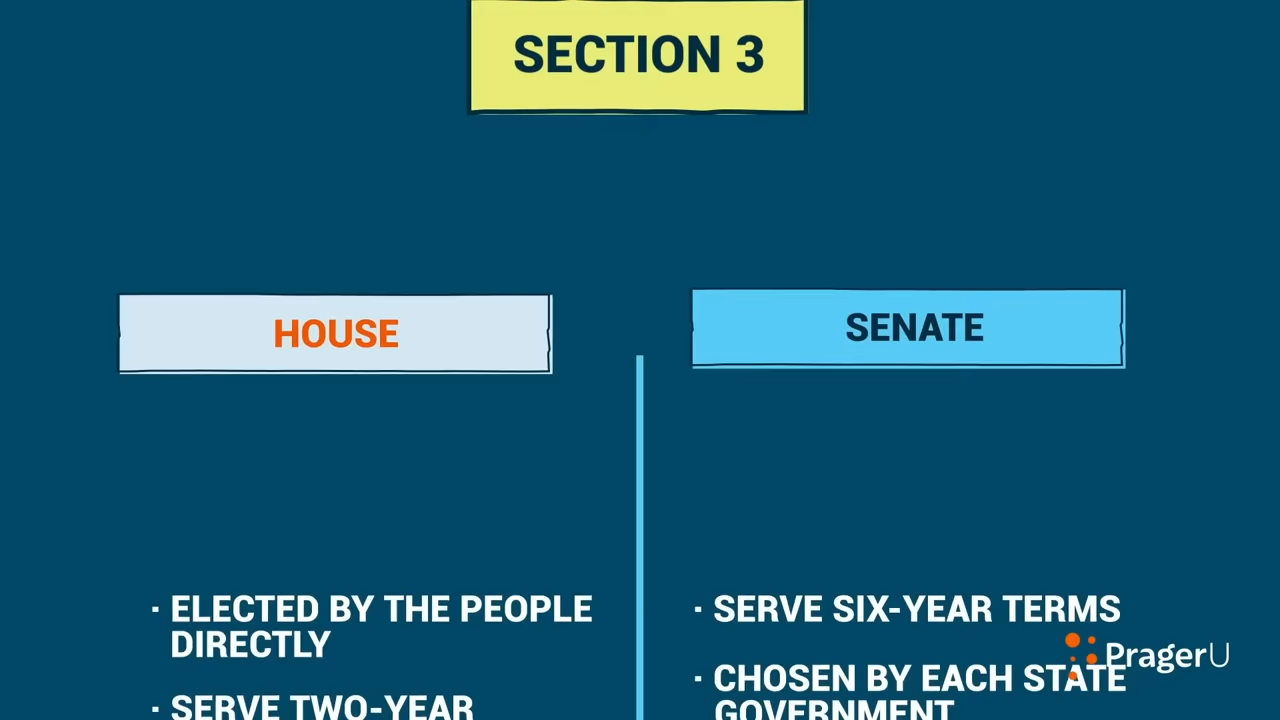 SECTION 3
HOUSE
SENATE
· ELECTED BY THE PEOPLE
DIRECTLY
· SERVE TWO-YEAR
· SERVE SIX-YEAR TERMS
· CHOSEN BY EACH STATE
GOVERNMENT
PragerU